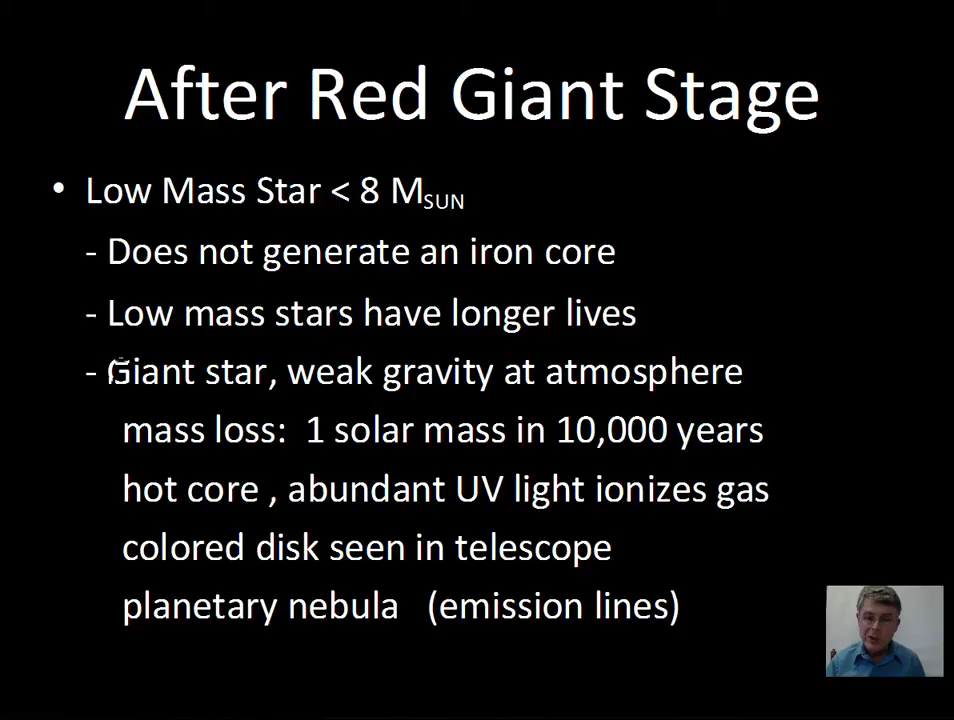 After Red Giant Stage
• Low Mass Star < 8 MSUN
- Does not generate an iron core
- Low mass stars have longer lives
- Giant star, weak gravity at atmosphere
mass loss: 1 solar mass in 10,000 years
hot core , abundant UV light ionizes gas
colored disk seen in telescope
planetary nebula (emission lines)